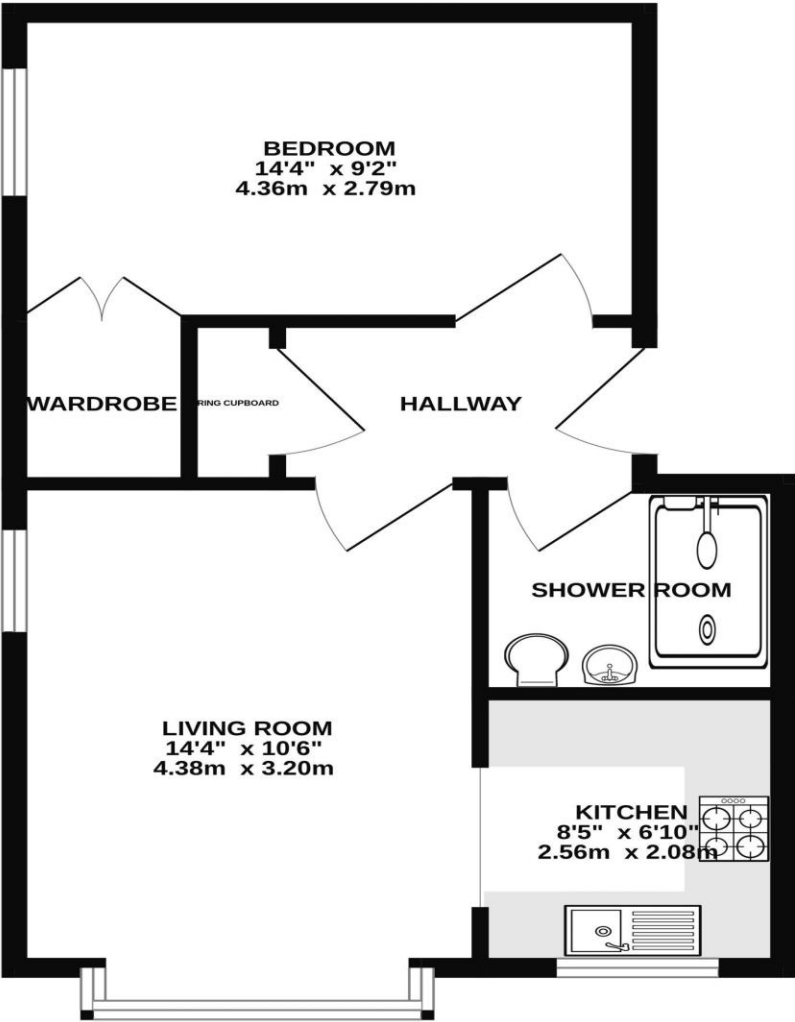 BEDROOM
14'4" x 9'2"
4.36m x 2.79m
WARDROBE
RING CUPBOARD
HALLWAY
SHOWER ROOM
LIVING ROOM
14'4" x 10'6"
4.38m x 3.20m
KITCHEN
8'5" x 6'10"
2.56m x 2.08m